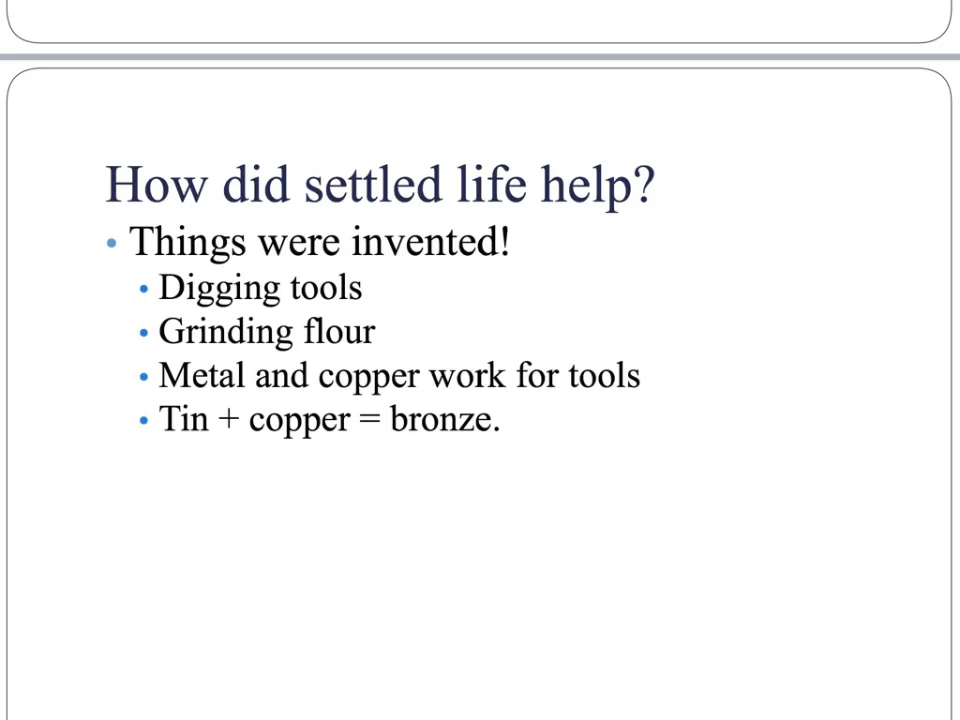 How did settled life help?
• Things were invented!
• Digging tools
• Grinding flour
• Metal and copper work for tools
• Tin + copper = bronze.